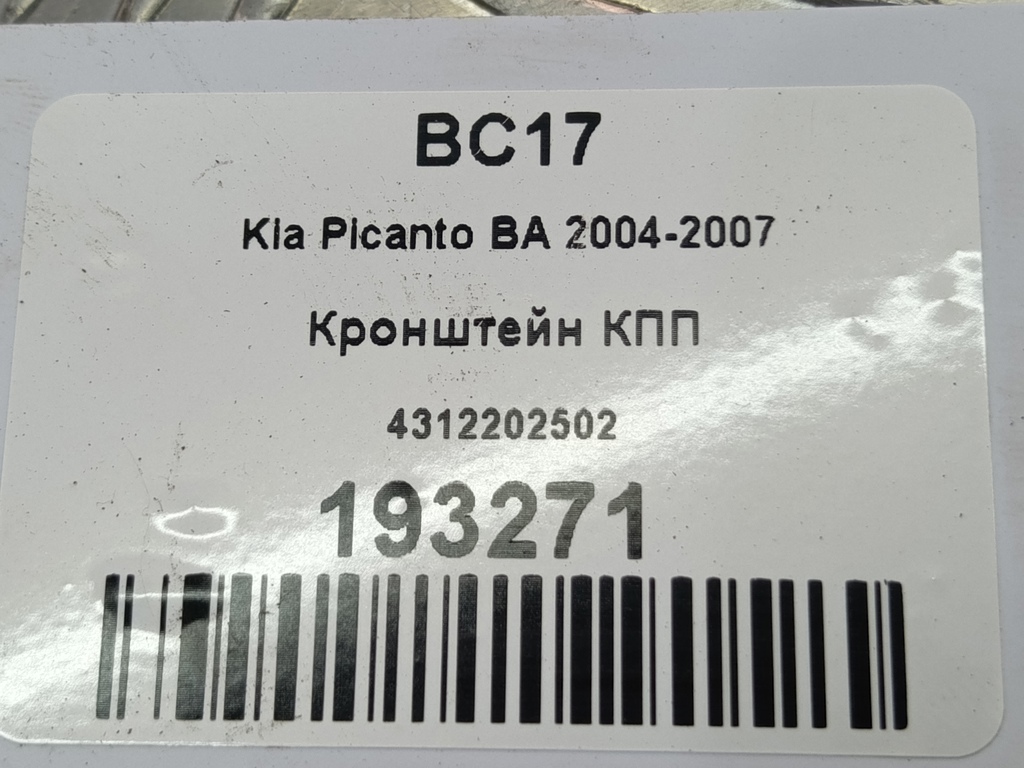 BC17
Kia Picanto BA 2004-2007
Кронштейн КПП
4312202502
193271